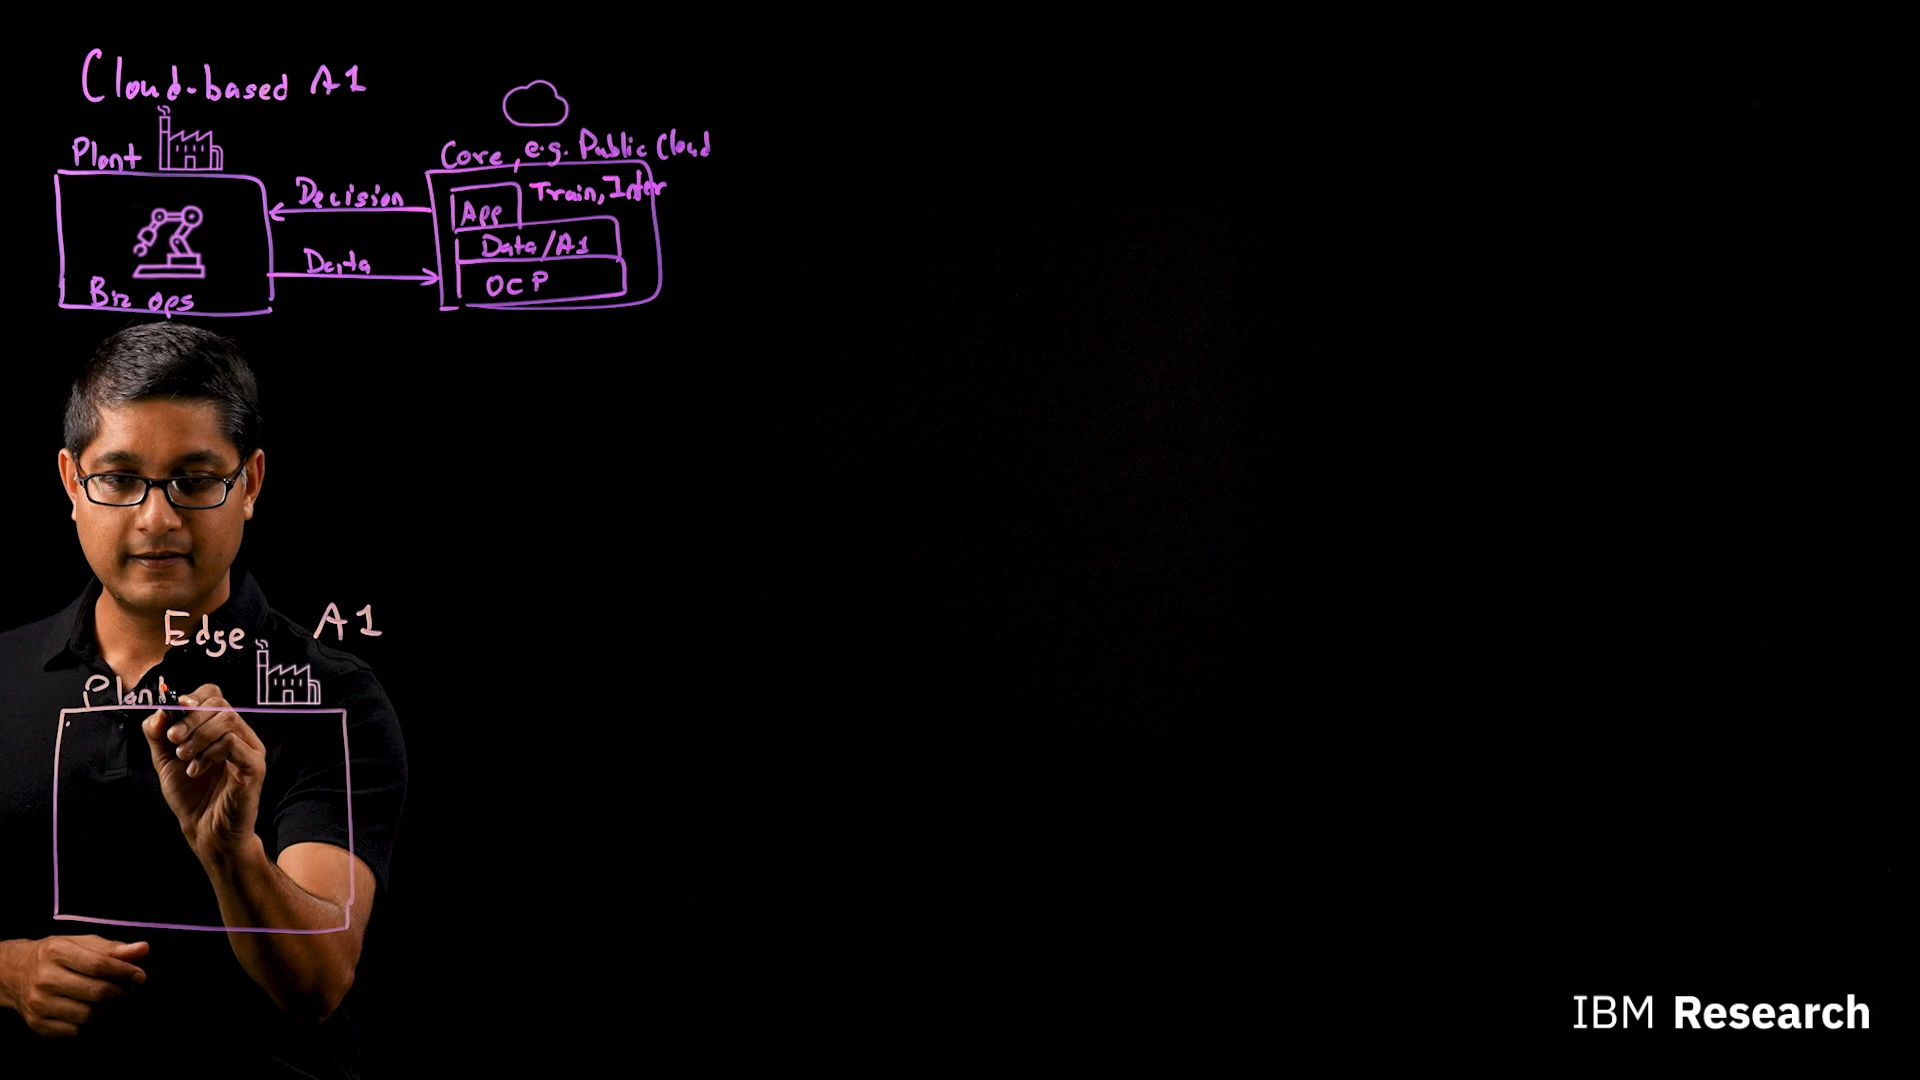 Cloud-based AI
Plant
Core, e.g. Public Cloud
Decision
Train, Infer
App
Data/AI
Data
OCP
Biz ops
Edge AI
Plant
IBM Research